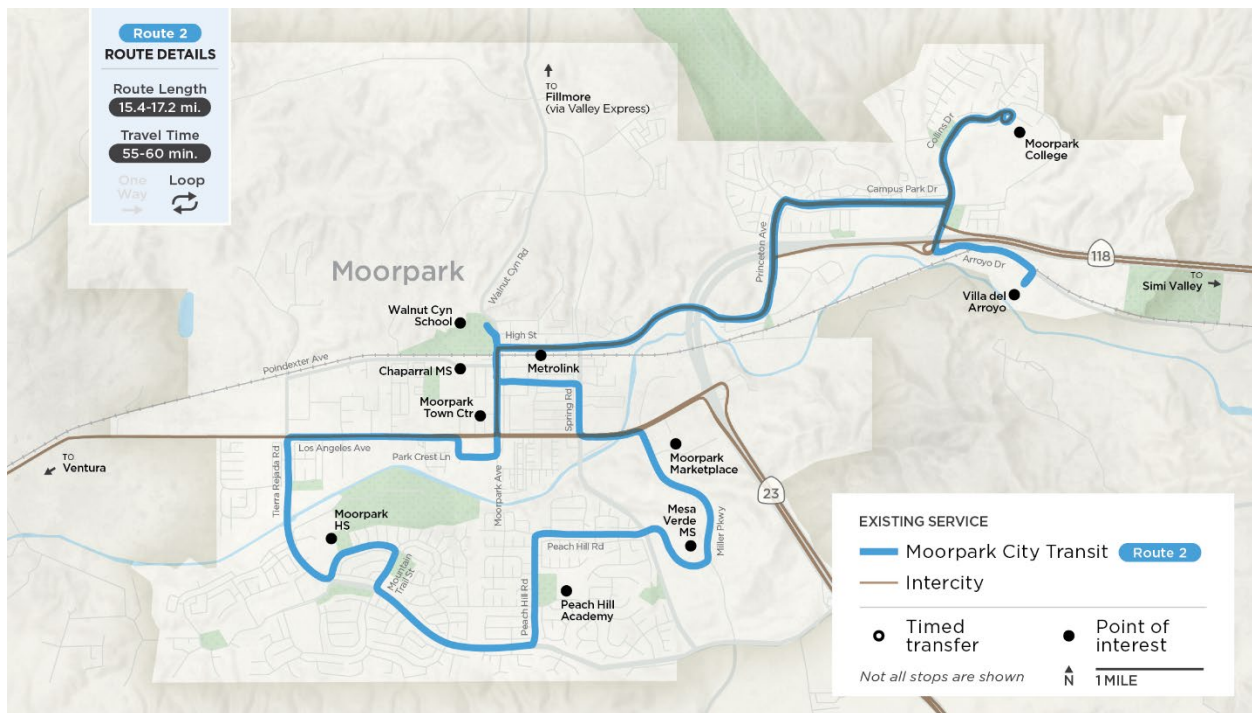 Route 2
ROUTE DETAILS
Route Length
15.4-17.2 mi.
Travel Time
55-60 min.
One
Way
Loop
TO
Fillmore
(via Valley Express)
Moorpark
College
Collins Dr
Campus Park Dr
Princeton Ave
118
Arroyo Dr
TO
Simi Valley
Villa del
Arroyo
Moorpark
Walnut Cyn Rd
Walnut Cyn
School
High St
Poindexter Ave
Metrolink
Chaparral MS
Moorpark
Town Ctr
Spring Rd
Los Angeles Ave
Park Crest Ln
TO
Ventura
Tierra Rejada Rd
Moorpark Ave
Moorpark
Marketplace
23
Moorpark
HS
Mesa
Verde
MS
Miller Pkwy
Peach Hill Rd
Mountain
Trail St
Peach Hill Rd
Peach Hill
Academy
EXISTING SERVICE
Moorpark City Transit Route 2
Intercity
Timed
transfer
Point of
interest
Not all stops are shown
N
1 MILE